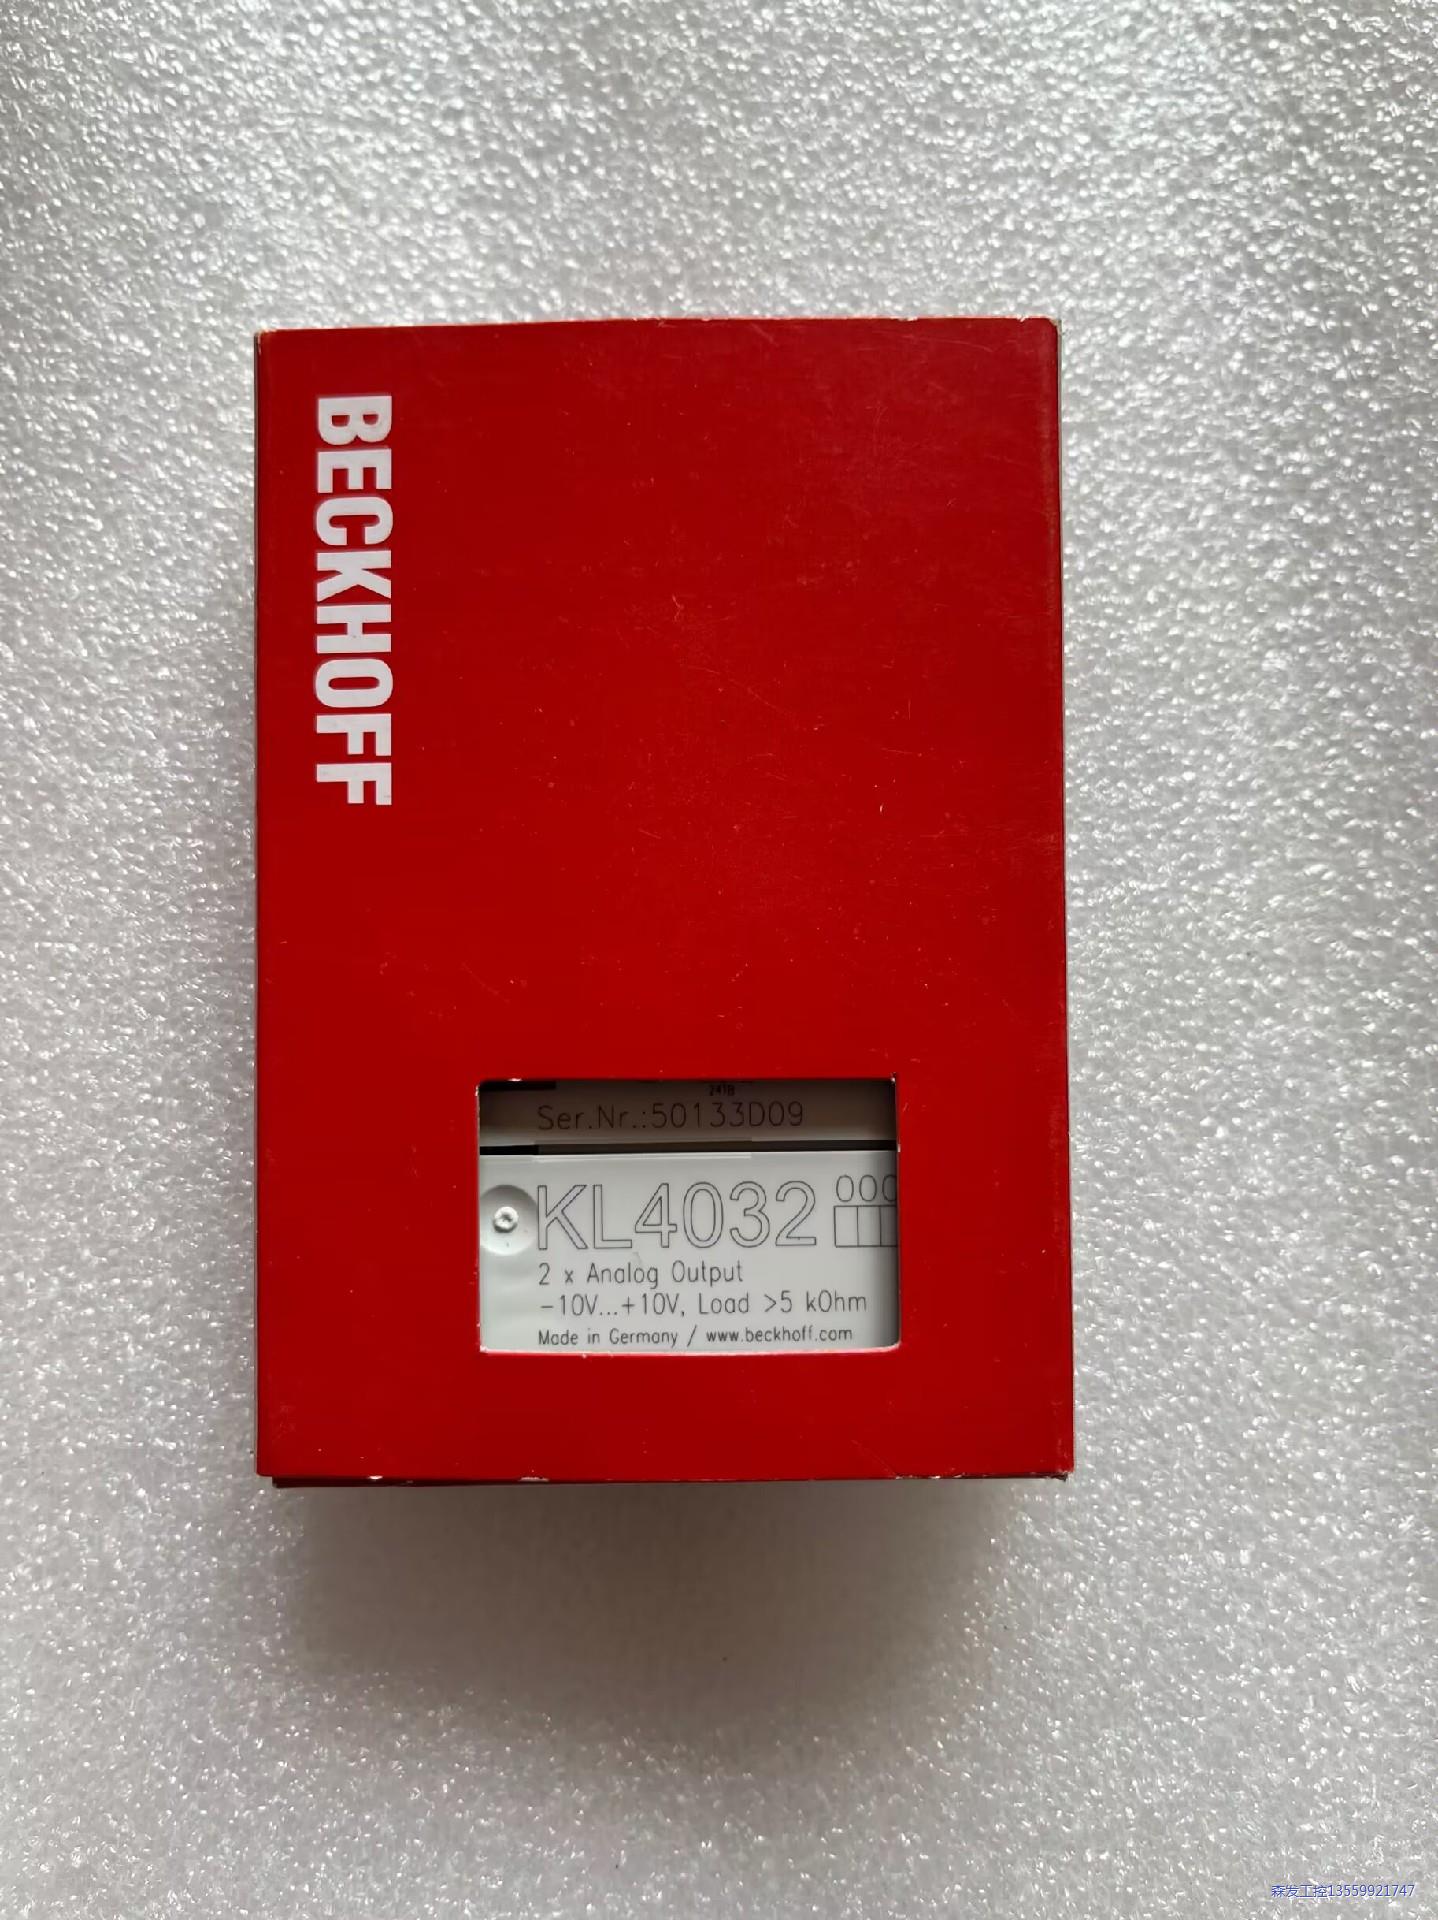 BECKHOFF
241B
Ser.Nr.:50133D09
KL4032
2 x Analog Output
-10V...+10V, Load >5 kOhm
Made in Germany / www.beckhoff.com
森发工控13559921747